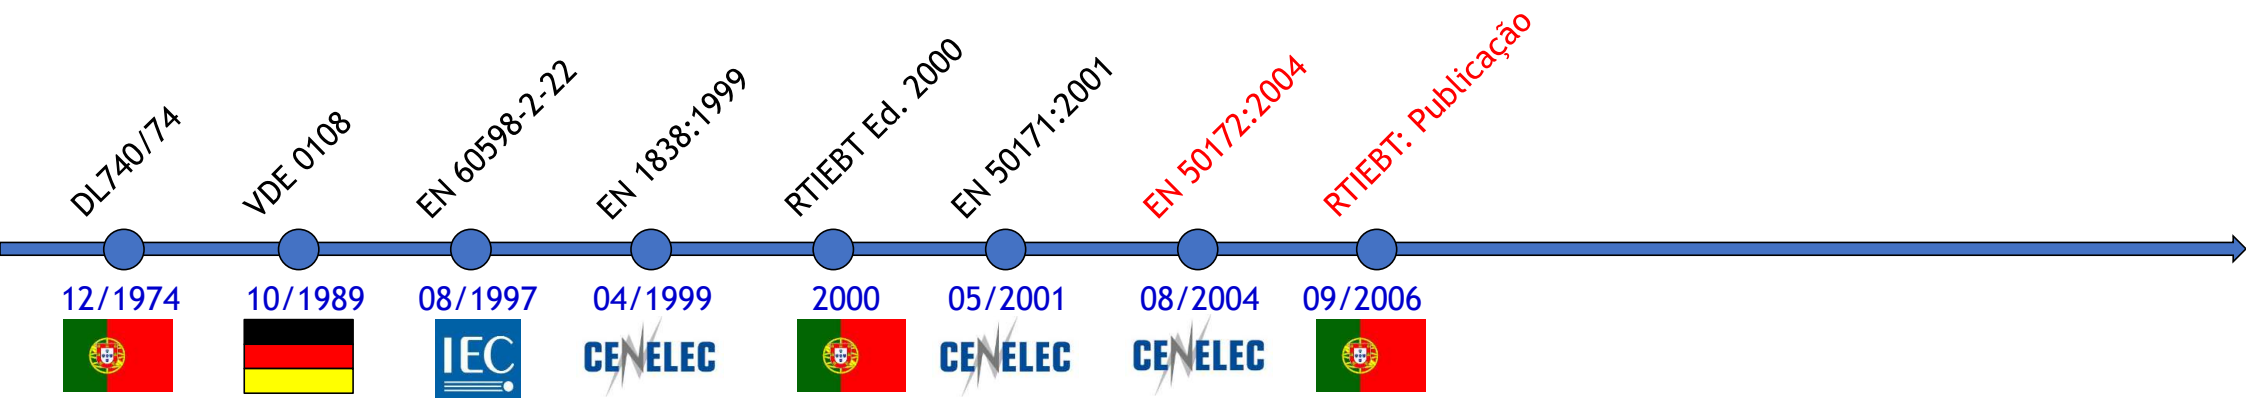 DL740/74
VDE 0108
EN 60598-2-22
EN 1838:1999
RTIEBT Ed. 2000
EN 50171:2001
EN 50172:2004
RTIEBT: Publicação
12/1974
10/1989
08/1997
04/1999
2000
05/2001
08/2004
09/2006
IEC
CENELEC
CENELEC
CENELEC